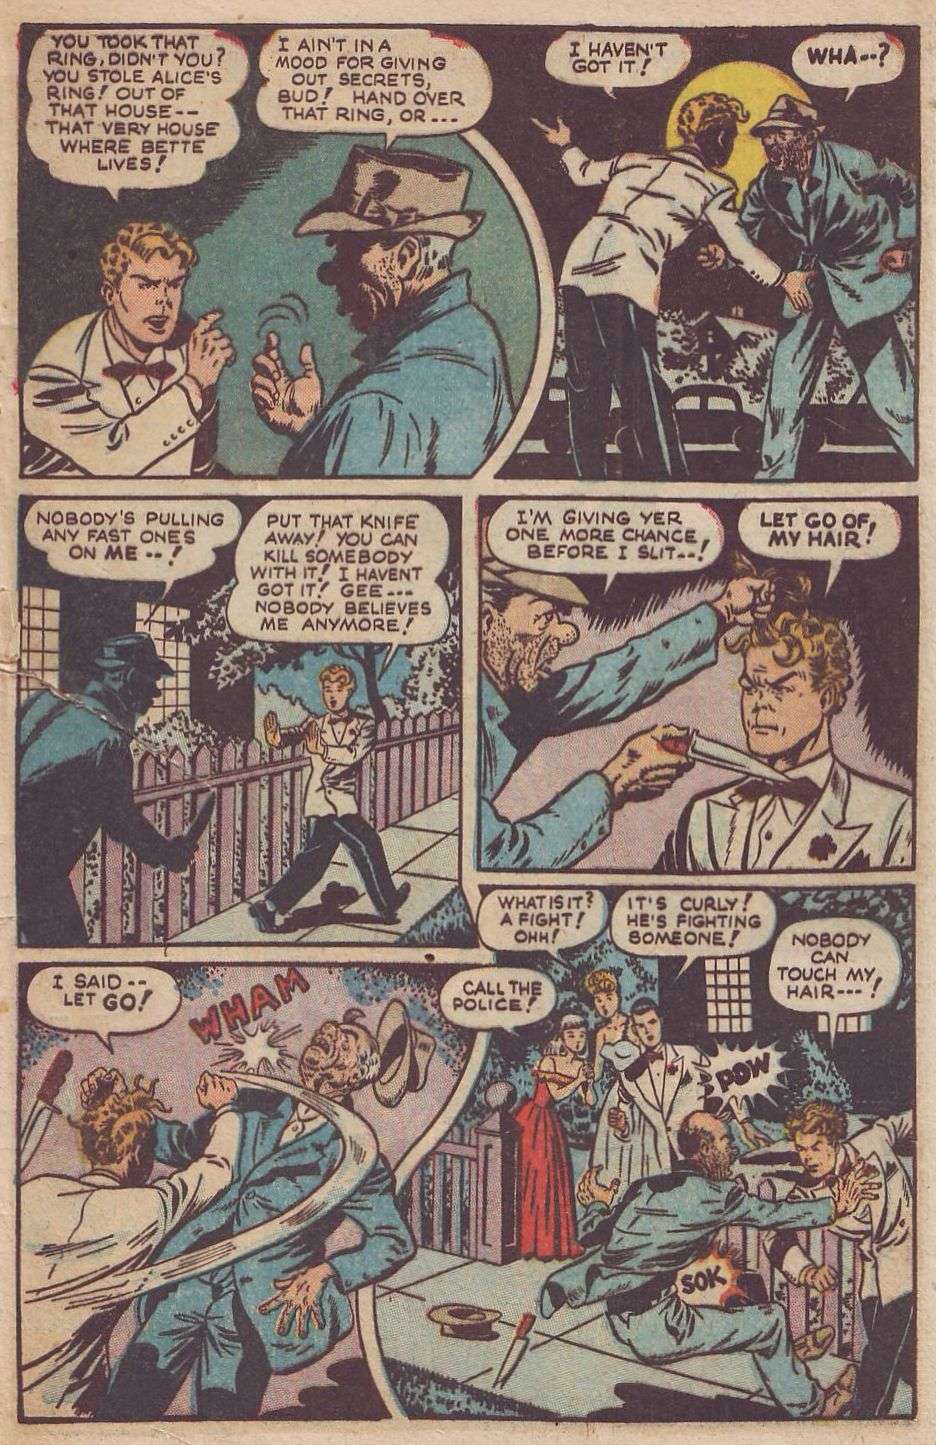 YOU TOOK THAT
RING, DIDN'T YOU?
YOU STOLE ALICE'S
RING! OUT OF
THAT HOUSE--
THAT VERY HOUSE
WHERE BETTE
LIVES!
I AIN'T IN A
MOOD FOR GIVING
OUT SECRETS,
BUD! HAND OVER
THAT RING, OR---
I HAVEN'T
GOT IT!
WHA--?
NOBODY'S PULLING
ANY FAST ONES
ON ME--!
PUT THAT KNIFE
AWAY! YOU CAN
KILL SOMEBODY
WITH IT! I HAVENT
GOT IT! GEE---
NOBODY BELIEVES
ME ANYMORE!
I'M GIVING YER
ONE MORE CHANCE,
BEFORE I SLIT--!
LET GO OF
MY HAIR!
I SAID--
LET GO!
WHAM
CALL THE
POLICE!
WHAT IS IT?
A FIGHT!
OHH!
IT'S CURLY!
HE'S FIGHTING
SOMEONE!
NOBODY
CAN
TOUCH MY
HAIR---!
POW
SOK